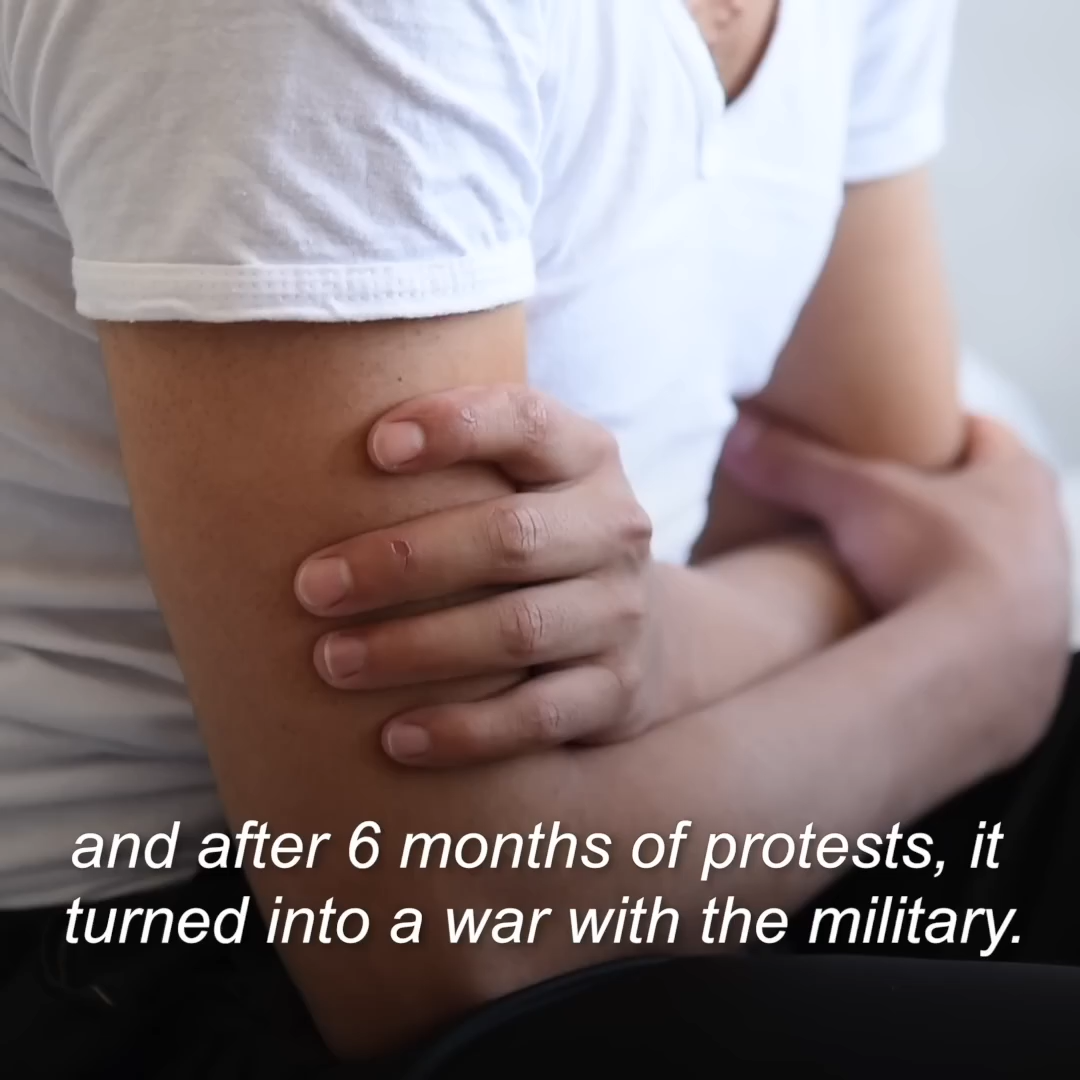 and after 6 months of protests, it
turned into a war with the military.